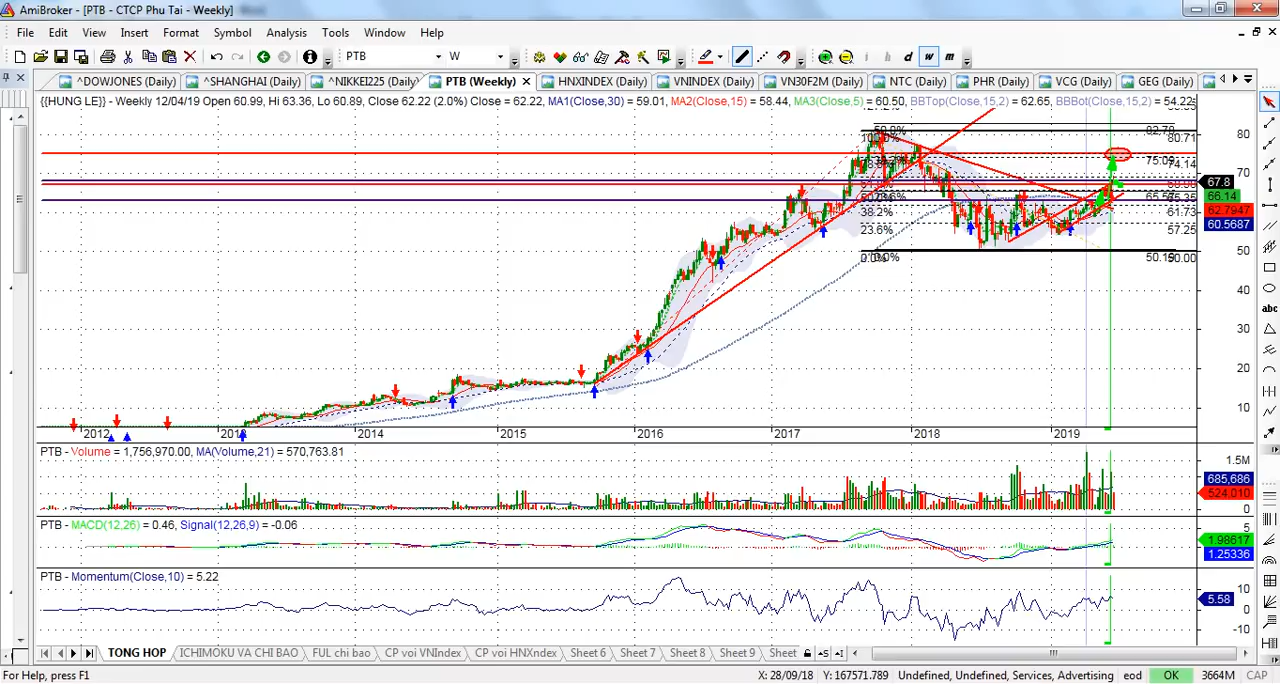 AmiBroker - [PTB - CTCP Phu Tai - Weekly]
File Edit View Insert Format Symbol Analysis Tools Window Help
PTB W h d w m
^DOWJONES (Daily) ^SHANGHAI (Daily) ^NIKKEI225 (Daily) PTB (Weekly) HNXINDEX (Daily) VNINDEX (Daily) VN30F2M (Daily) NTC (Daily) PHR (Daily) VCG (Daily) GEG (Daily)
{{HUNG LE}} - Weekly 12/04/19 Open 60.99, Hi 63.36, Lo 60.89, Close 62.22 (2.0%) Close = 62.22, MA1(Close,30) = 59.01, MA2(Close,15) = 58.44, MA3(Close,5) = 60.50, BBTop(Close,15,2) = 62.65, BBBot(Close,15,2) = 54.22
50.0% 82.70 80
100.0% 80.71
75.00
74.14
70
67.8
66.14
23.6% 65.35
62.7947
38.2% 61.73
60.5687
23.6% 57.25
50
0.0% 50.00
40
30
20
10
2012 2013 2014 2015 2016 2017 2018 2019
PTB - Volume = 1,756,970.00, MA(Volume,21) = 570,763.81
1.5M
685,686
524,010
0
PTB - MACD(12,26) = 0.46, Signal(12,26,9) = -0.06
5
1.98617
1.25336
PTB - Momentum(Close,10) = 5.22
10
5.58
-10
TONG HOP ICHIMOKU VA CHI BAO FUL chi bao CP voi VNIndex CP voi HNXindex Sheet 6 Sheet 7 Sheet 8 Sheet 9 Sheet
For Help, press F1 X: 28/09/18 Y: 167571.789 Undefined, Undefined, Services, Advertising eod OK 3664M CAP
abc